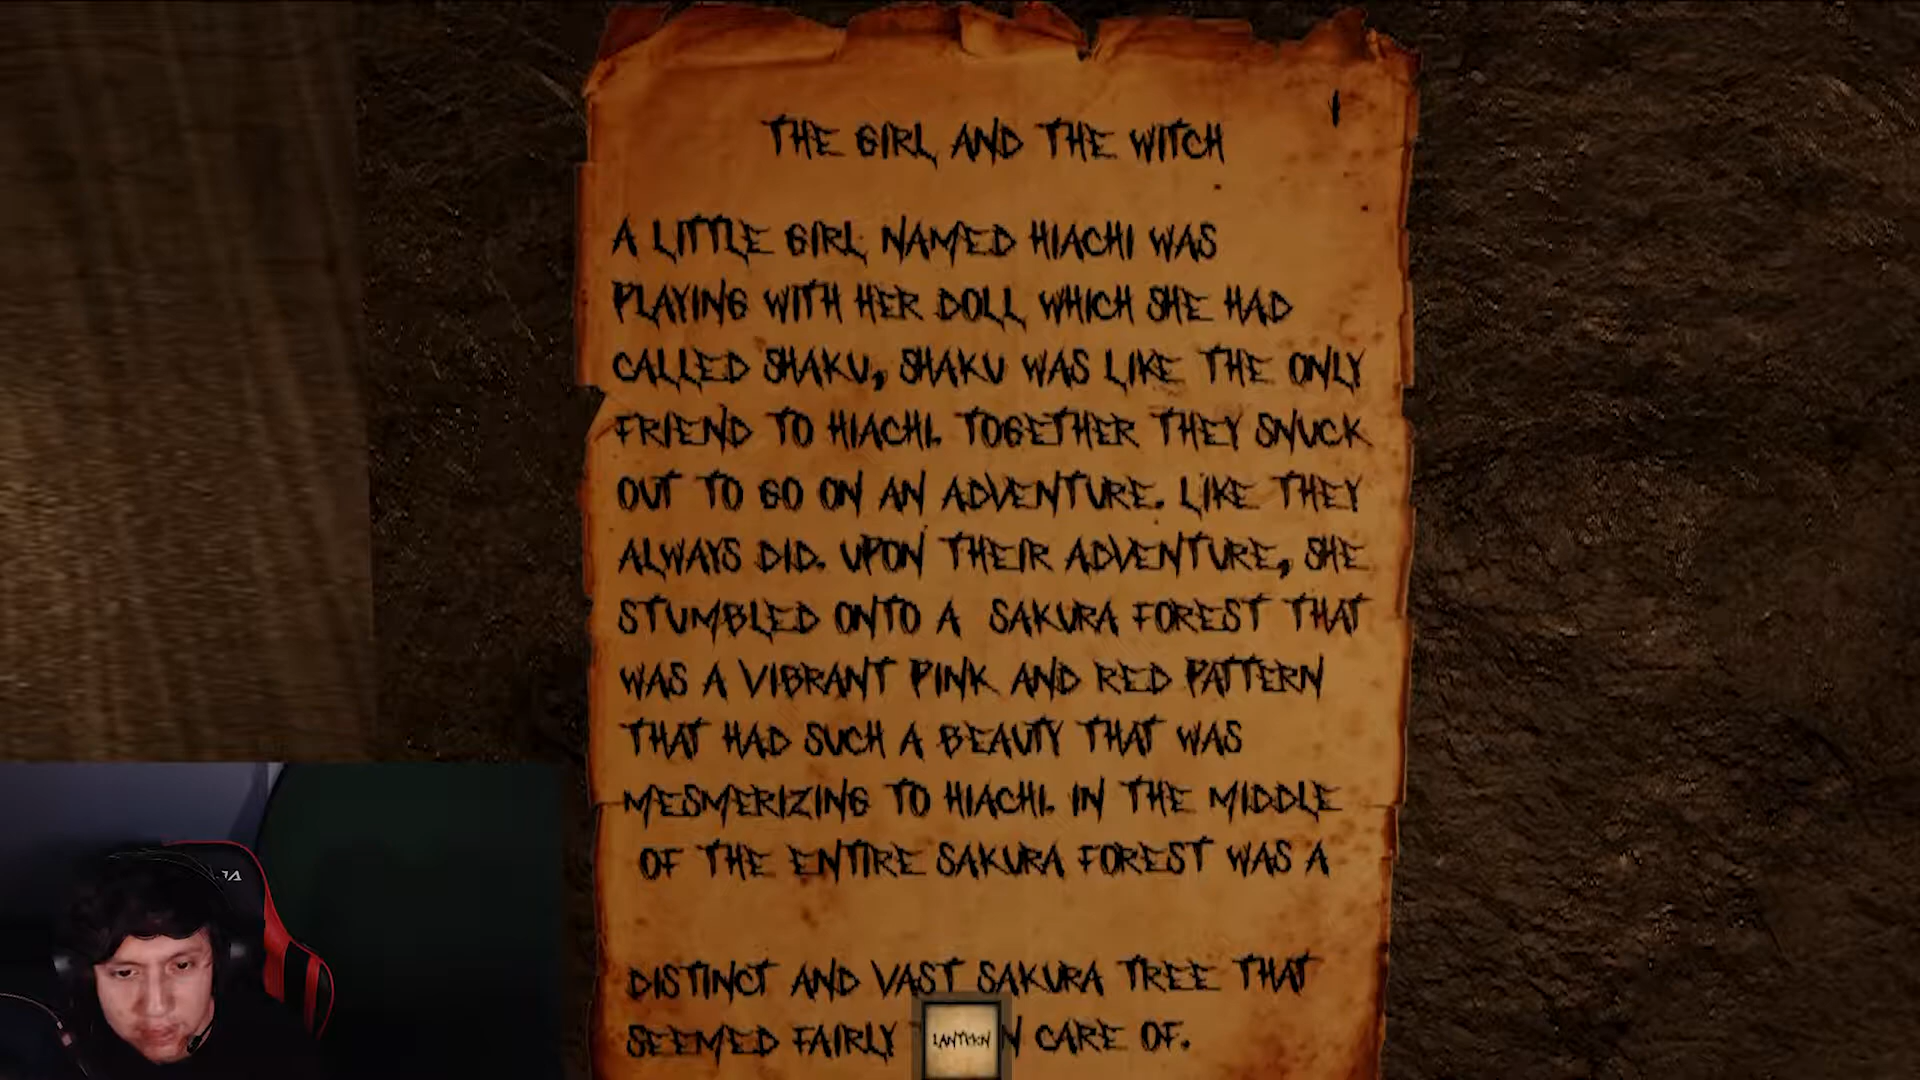 1
THE GIRL AND THE WITCH
A LITTLE GIRL NAMED HIACHI WAS
PLAYING WITH HER DOLL WHICH SHE HAD
CALLED SHAKU, SHAKU WAS LIKE THE ONLY
FRIEND TO HIACHI. TOGETHER THEY SNUCK
OUT TO GO ON AN ADVENTURE. LIKE THEY
ALWAYS DID. UPON THEIR ADVENTURE, SHE
STUMBLED ONTO A SAKURA FOREST THAT
WAS A VIBRANT PINK AND RED PATTERN
THAT HAD SUCH A BEAUTY THAT WAS
MESMERIZING TO HIACHI. IN THE MIDDLE
OF THE ENTIRE SAKURA FOREST WAS A
DISTINCT AND VAST SAKURA TREE THAT
SEEMED FAIRLY CARE OF.
LANTERN